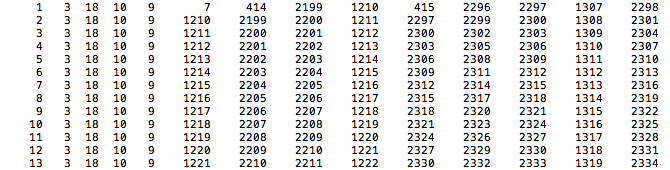 1 3 18 10 9 7 414 2199 1210 415 2296 2297 1307 2298
2 3 18 10 9 1210 2199 2200 1211 2297 2299 2300 1308 2301
3 3 18 10 9 1211 2200 2201 1212 2300 2302 2303 1309 2304
4 3 18 10 9 1212 2201 2202 1213 2303 2305 2306 1310 2307
5 3 18 10 9 1213 2202 2203 1214 2306 2308 2309 1311 2310
6 3 18 10 9 1214 2203 2204 1215 2309 2311 2312 1312 2313
7 3 18 10 9 1215 2204 2205 1216 2312 2314 2315 1313 2316
8 3 18 10 9 1216 2205 2206 1217 2315 2317 2318 1314 2319
9 3 18 10 9 1217 2206 2207 1218 2318 2320 2321 1315 2322
10 3 18 10 9 1218 2207 2208 1219 2321 2323 2324 1316 2325
11 3 18 10 9 1219 2208 2209 1220 2324 2326 2327 1317 2328
12 3 18 10 9 1220 2209 2210 1221 2327 2329 2330 1318 2331
13 3 18 10 9 1221 2210 2211 1222 2330 2332 2333 1319 2334